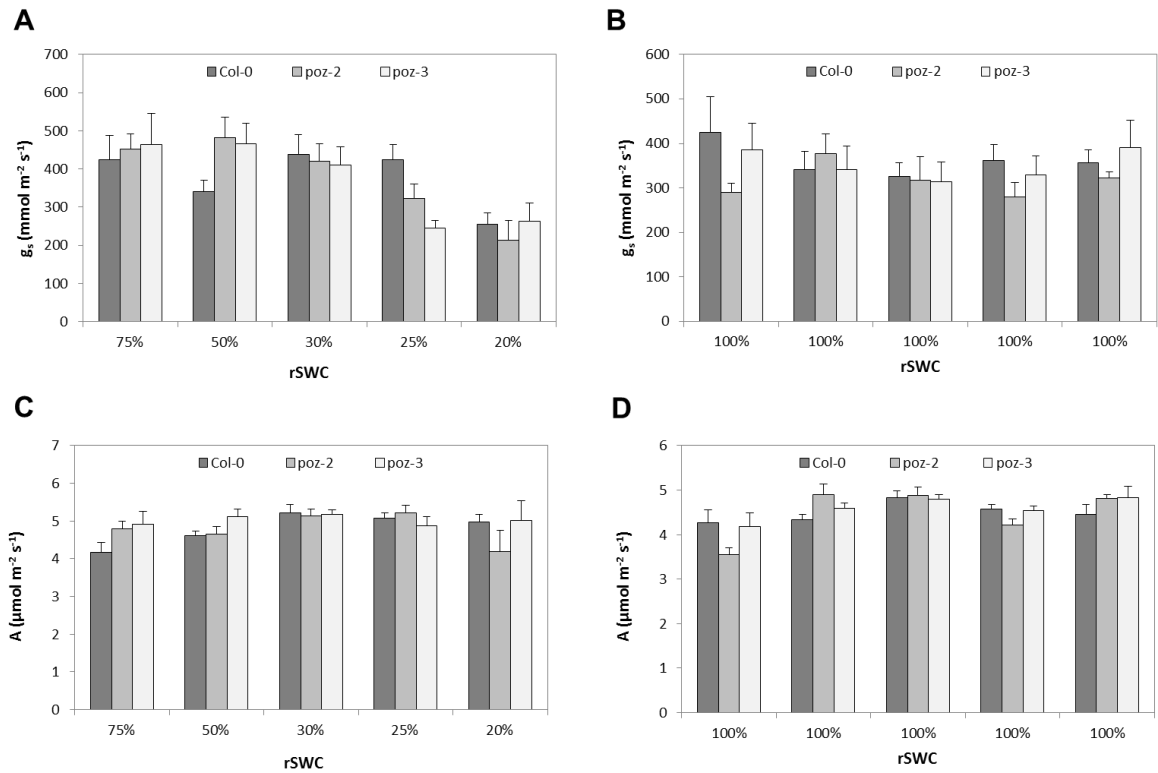 A
700
600
500
400
300
200
100
0
gₛ (mmol m⁻² s⁻¹)
Col-0 poz-2 poz-3
75% 50% 30% 25% 20%
rSWC
B
600
500
400
300
200
100
0
gₛ (mmol m⁻² s⁻¹)
Col-0 poz-2 poz-3
100% 100% 100% 100% 100%
rSWC
C
7
6
5
4
3
2
1
0
A (µmol m⁻² s⁻¹)
Col-0 poz-2 poz-3
75% 50% 30% 25% 20%
rSWC
D
6
5
4
3
2
1
0
A (µmol m⁻² s⁻¹)
Col-0 poz-2 poz-3
100% 100% 100% 100% 100%
rSWC